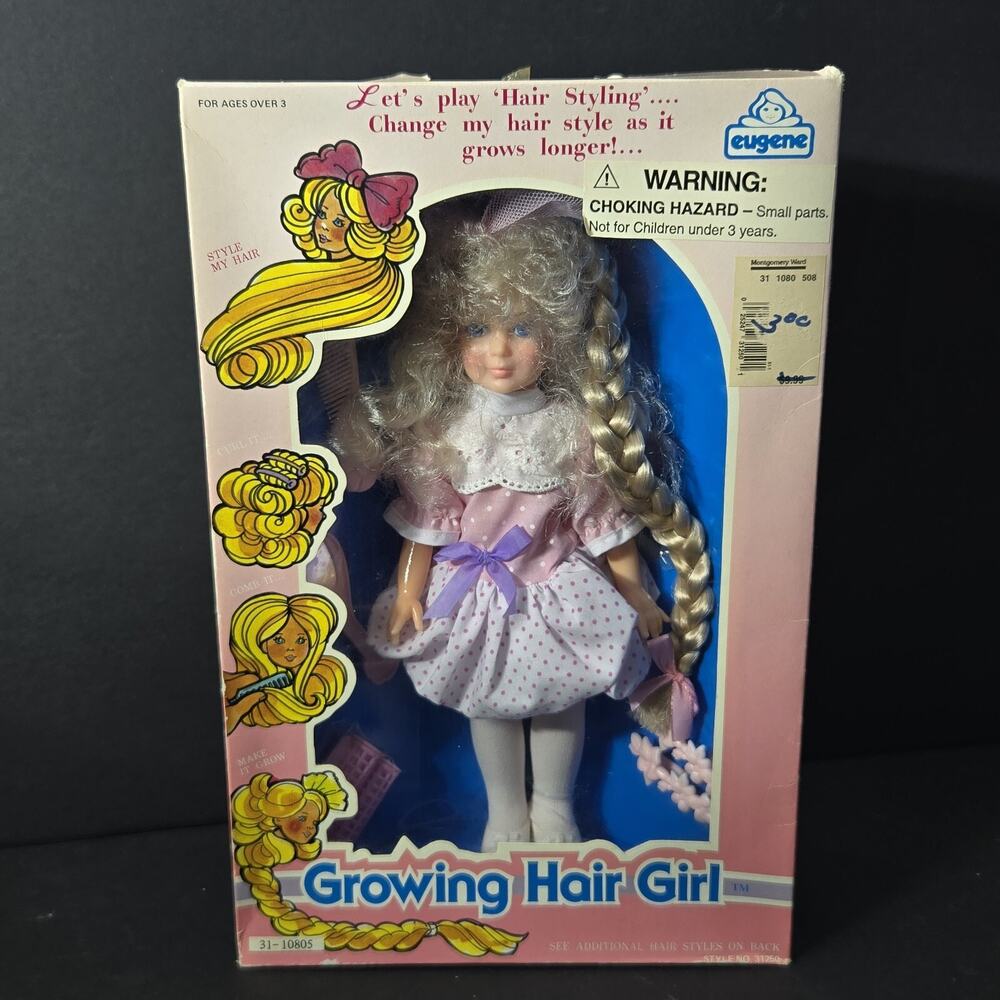 FOR AGES OVER 3
Let's play 'Hair Styling'....
Change my hair style as it
grows longer!...
eugene
WARNING:
CHOKING HAZARD – Small parts.
Not for Children under 3 years.
Montgomery Ward
31 1080 508
STYLE
MY HAIR
CURL IT...
COMB IT...
MAKE
IT GROW
Growing Hair Girl ™
31-10805
SEE ADDITIONAL HAIR STYLES ON BACK
STYLE NO. 31250